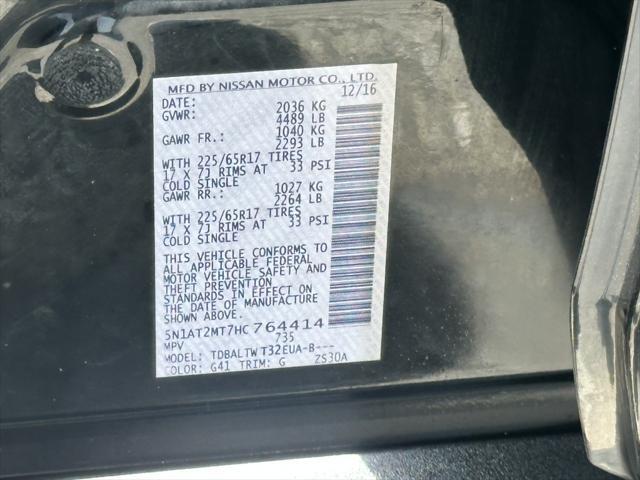 MFD BY NISSAN MOTOR CO., LTD.
DATE: 12/16
GVWR: 2036 KG
4489 LB
GAWR FR.: 1040 KG
2293 LB
WITH 225/65R17 TIRES
17 X 7J RIMS AT 33 PSI
COLD SINGLE
GAWR RR.: 1027 KG
2264 LB
WITH 225/65R17 TIRES
17 X 7J RIMS AT 33 PSI
COLD SINGLE
THIS VEHICLE CONFORMS TO
ALL APPLICABLE FEDERAL
MOTOR VEHICLE SAFETY AND
THEFT PREVENTION
STANDARDS IN EFFECT ON
THE DATE OF MANUFACTURE
SHOWN ABOVE.
5N1AT2MT7HC 764414
MPV 735
MODEL: TDBALTW T32EUA-B---
COLOR: G41 TRIM: G ZS30A